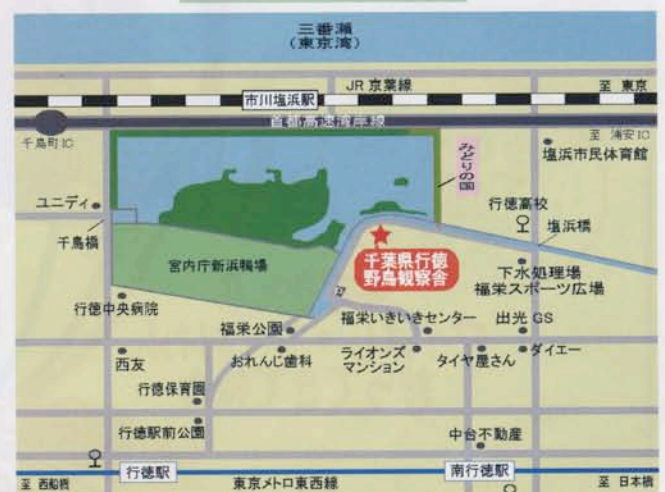 三番瀬
(東京湾)
JR 京葉線
至 東京
市川塩浜駅
首都高速湾岸線
千鳥町IC
至 浦安IC
みどりの国
塩浜市民体育館
ユニディ
行徳高校
千鳥橋
塩浜橋
宮内庁新浜鴨場
千葉県行徳
野鳥観察舎
下水処理場
福栄スポーツ広場
行徳中央病院
福栄公園
福栄いきいきセンター
出光 GS
西友
おれんじ歯科
ライオンズ
マンション
タイヤ屋さん
ダイエー
行徳保育園
行徳駅前公園
中台不動産
行徳駅
南行徳駅
至 西船橋
東京メトロ東西線
至 日本橋